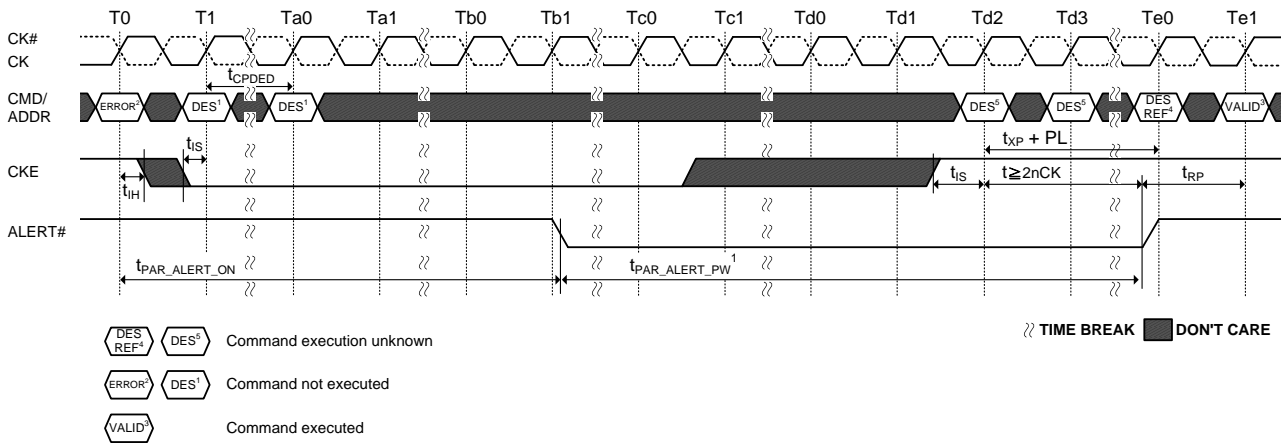 T0 T1 Ta0 Ta1 Tb0 Tb1 Tc0 Tc1 Td0 Td1 Td2 Td3 Te0 Te1
CK#
CK
tCPDED
CMD/
ADDR
ERROR² DES¹ DES¹ DES⁵ DES⁵ DES
REF⁴ VALID³
tXP + PL
CKE
tIS
tIH
tIS t≧2nCK tRP
ALERT#
tPAR_ALERT_ON tPAR_ALERT_PW¹
DES
REF⁴ DES⁵ Command execution unknown
TIME BREAK DON'T CARE
ERROR² DES¹ Command not executed
VALID³ Command executed